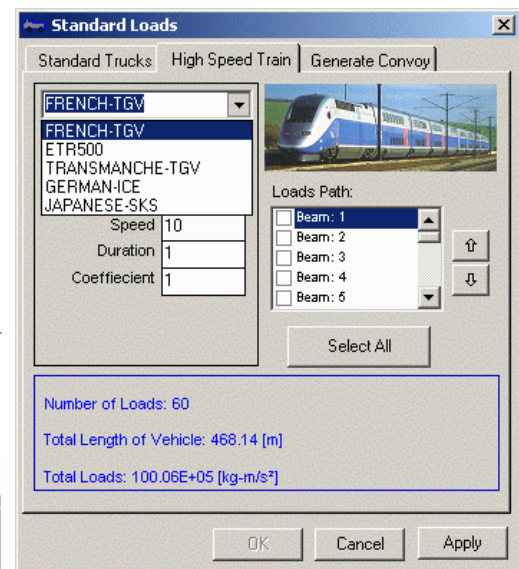 Standard Loads
Standard Trucks High Speed Train Generate Convoy
FRENCH-TGV
FRENCH-TGV
ETR500
TRANSMANCHE-TGV
GERMAN-ICE
JAPANESE-SKS
Speed 10
Duration 1
Coeffiecient 1
Loads Path:
Beam: 1
Beam: 2
Beam: 3
Beam: 4
Beam: 5
Select All
Number of Loads: 60
Total Length of Vehicle: 468.14 [m]
Total Loads: 100.06E+05 [kg-m/s²]
OK Cancel Apply